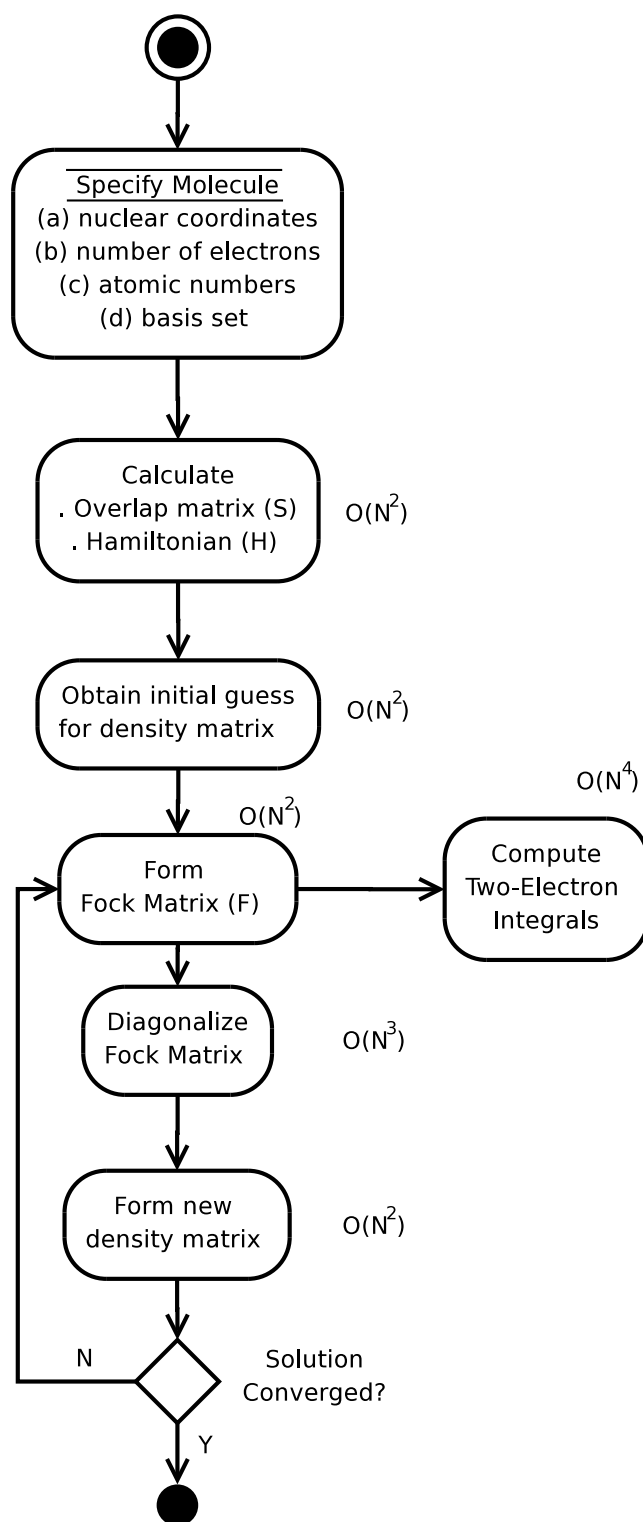 Specify Molecule
(a) nuclear coordinates
(b) number of electrons
(c) atomic numbers
(d) basis set
Calculate
. Overlap matrix (S)
. Hamiltonian (H)
O(N²)
Obtain initial guess
for density matrix
O(N²)
O(N²)
Form
Fock Matrix (F)
O(N⁴)
Compute
Two-Electron
Integrals
Diagonalize
Fock Matrix
O(N³)
Form new
density matrix
O(N²)
N
Solution
Converged?
Y